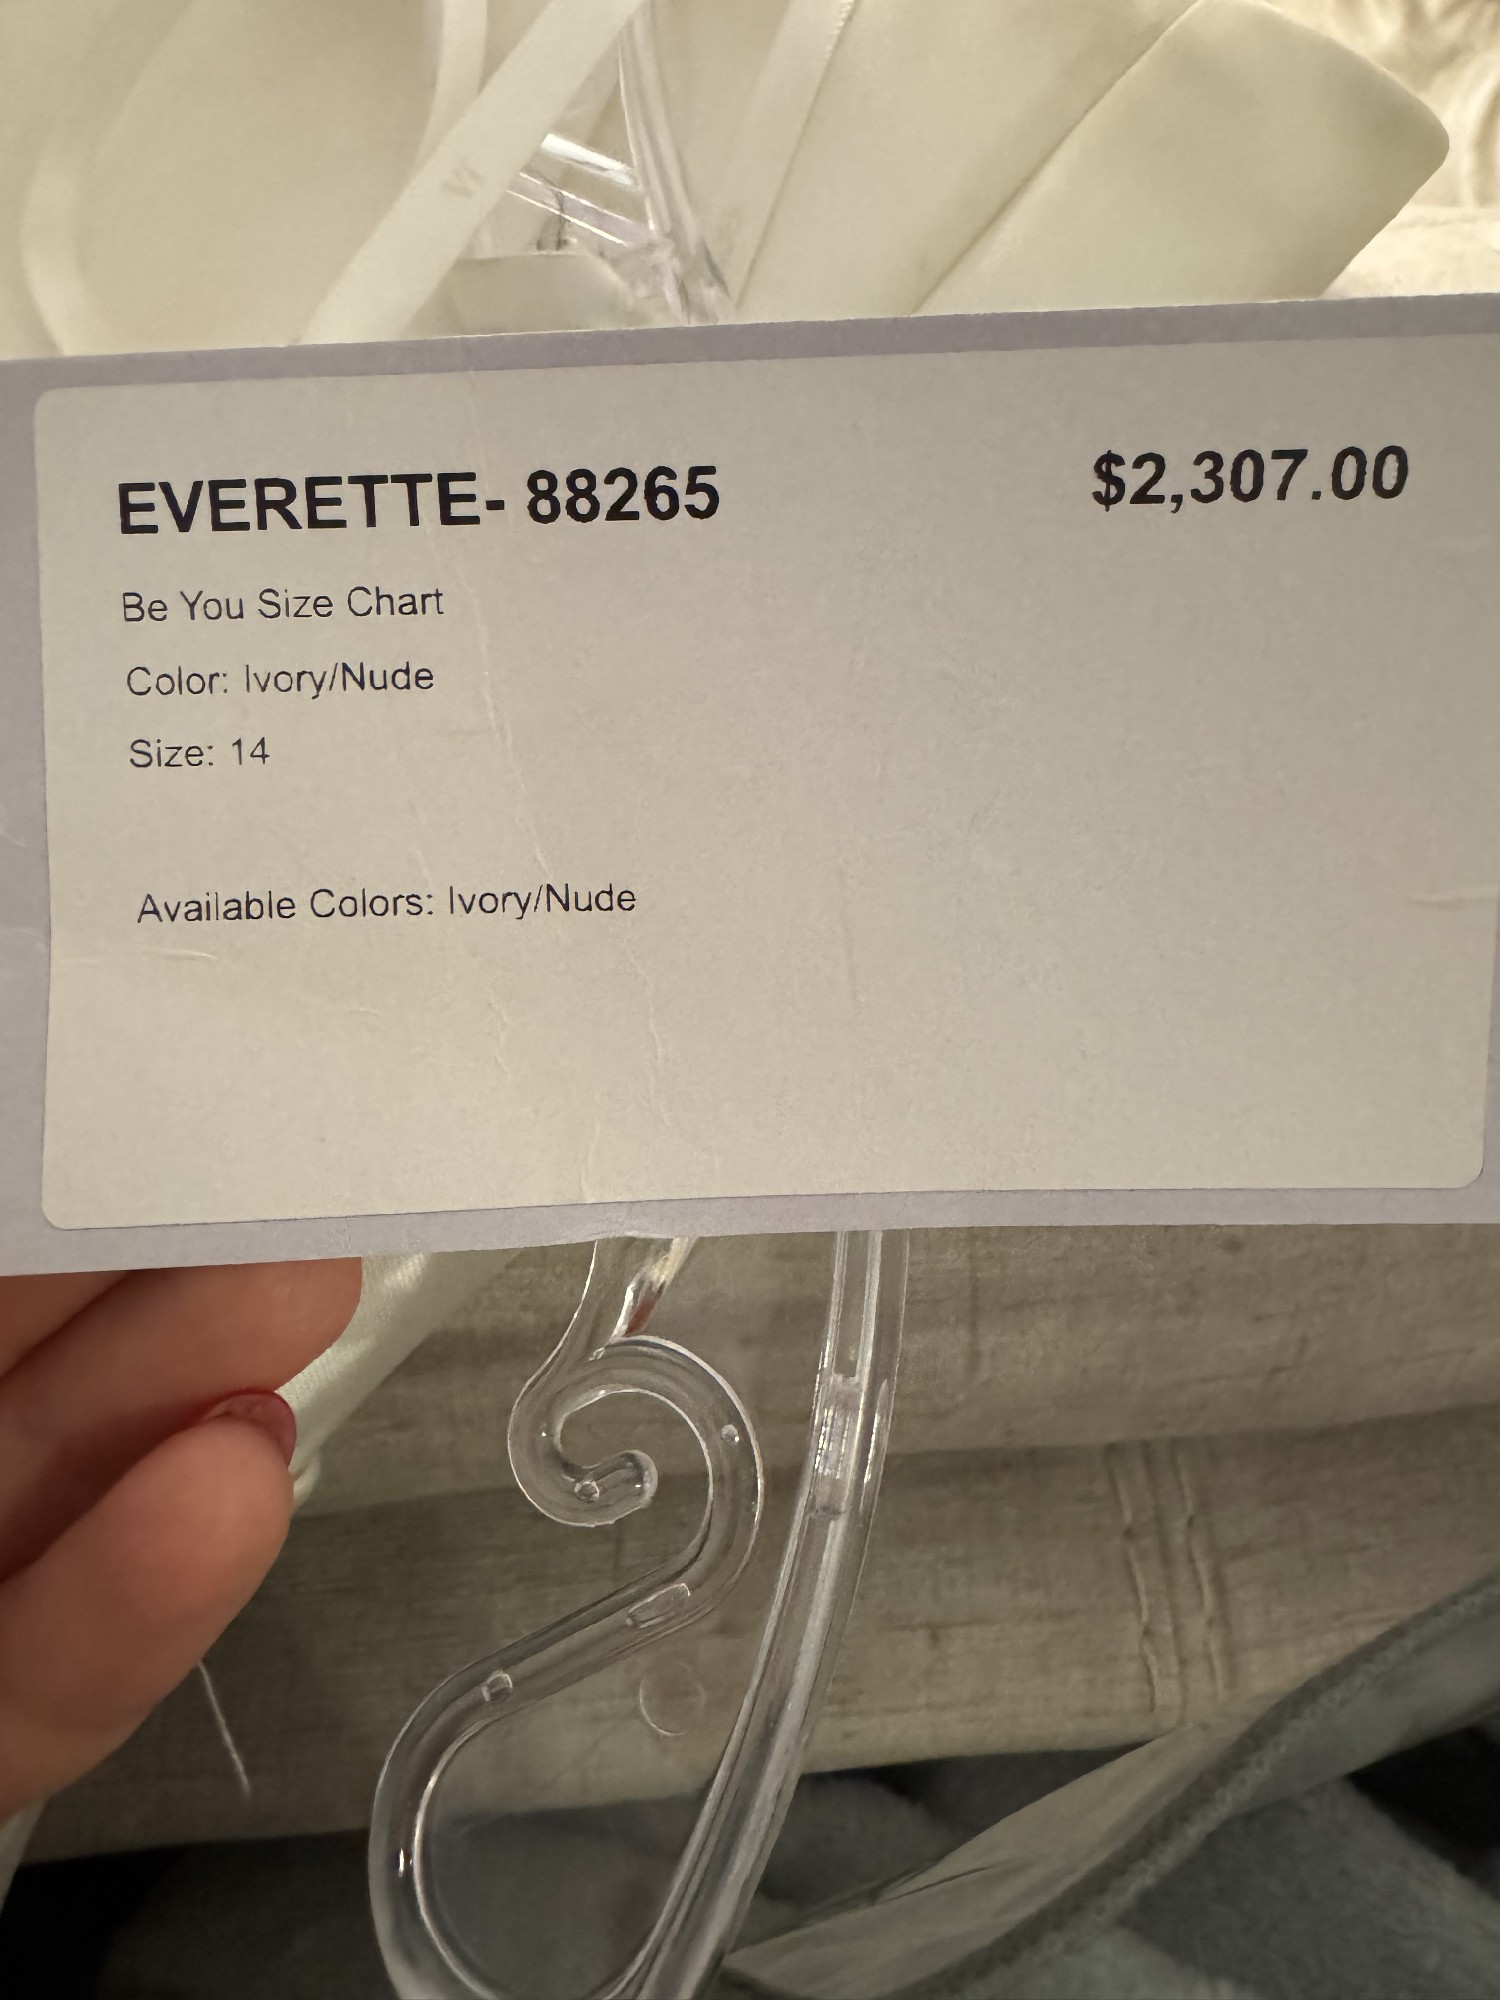 EVERETTE- 88265
$2,307.00
Be You Size Chart
Color: Ivory/Nude
Size: 14
Available Colors: Ivory/Nude